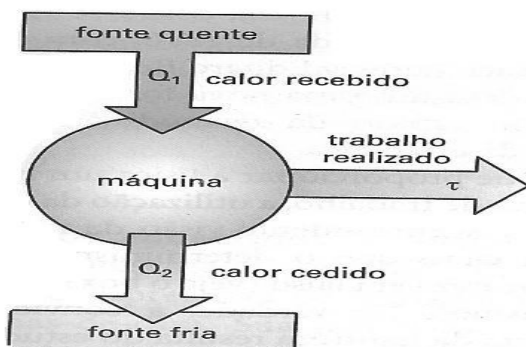 fonte quente
Q₁ calor recebido
trabalho
realizado
máquina
τ
Q₂ calor cedido
fonte fria